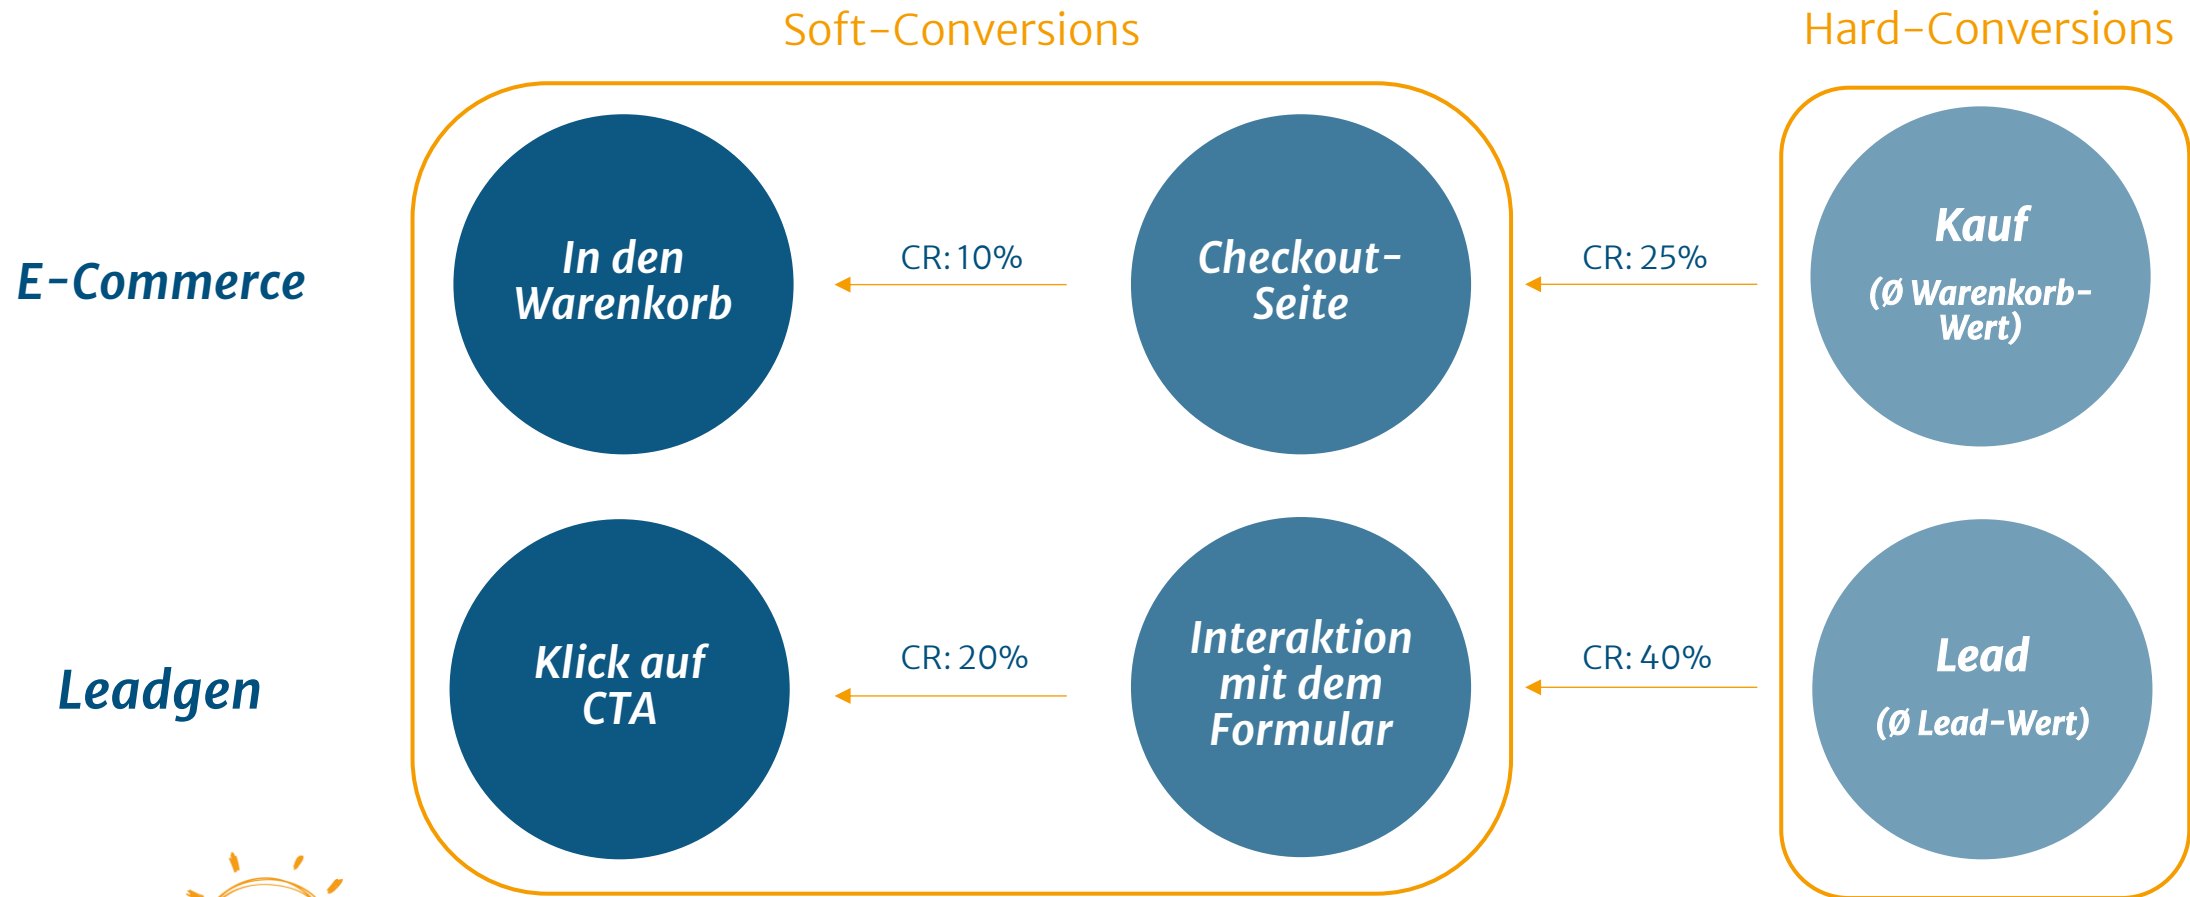 Soft-Conversions
Hard-Conversions
E-Commerce
In den
Warenkorb
CR: 10%
Checkout-
Seite
CR: 25%
Kauf
(Ø Warenkorb-
Wert)
Leadgen
Klick auf
CTA
CR: 20%
Interaktion
mit dem
Formular
CR: 40%
Lead
(Ø Lead-Wert)